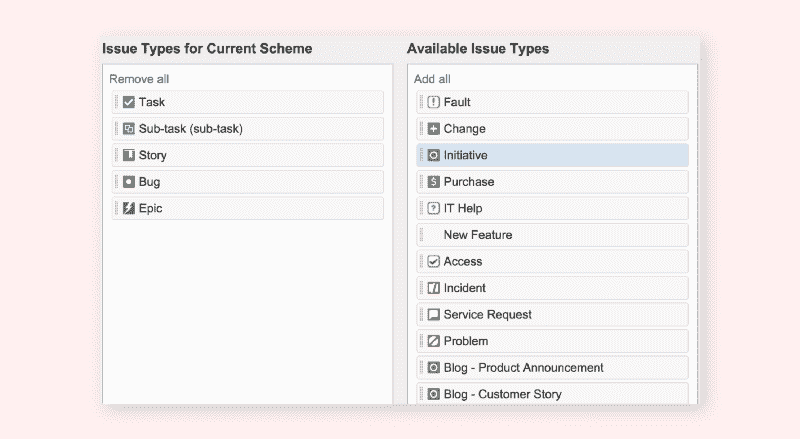 Issue Types for Current Scheme
Remove all
Task
Sub-task (sub-task)
Story
Bug
Epic
Available Issue Types
Add all
Fault
Change
Initiative
Purchase
IT Help
New Feature
Access
Incident
Service Request
Problem
Blog - Product Announcement
Blog - Customer Story